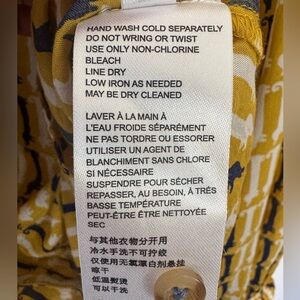 HAND WASH COLD SEPARATELY
DO NOT WRING OR TWIST
USE ONLY NON-CHLORINE
BLEACH
LINE DRY
LOW IRON AS NEEDED
MAY BE DRY CLEANED
LAVER À LA MAIN À
L'EAU FROIDE SÉPARÉMENT
NE PAS TORDRE OU ESSORER
UTILISER UN AGENT DE
BLANCHIMENT SANS CHLORE
SI NÉCESSAIRE
SUSPENDRE POUR SÉCHER
REPASSER, AU BESOIN, À TRÈS
BASSE TEMPÉRATURE
PEUT-ÊTRE ÊTRE NETTOYÉE
SEC
与其他衣物分开用
冷水手洗不可拧绞
仅使用无氯漂白剂悬挂
晾干
低温熨烫
可以干洗